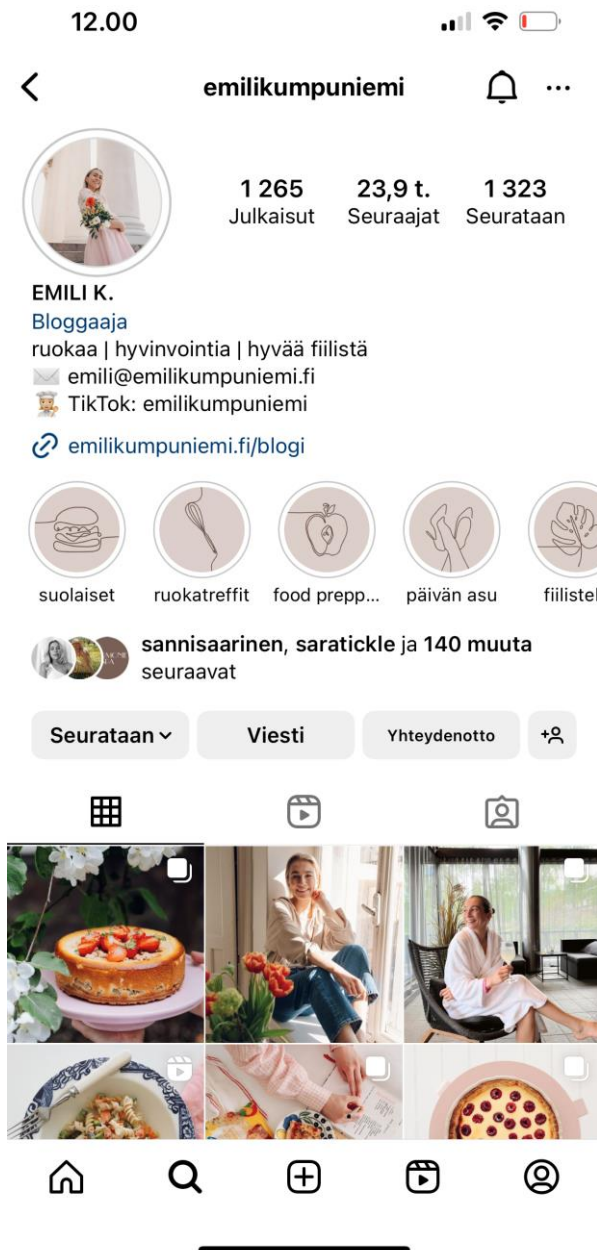 12.00
emilikumpuniemi
1 265 23,9 t. 1 323
Julkaisut Seuraajat Seurataan
EMILI K.
Bloggaaja
ruokaa | hyvinvointia | hyvää fiilistä
emili@emilikumpuniemi.fi
TikTok: emilikumpuniemi
emilikumpuniemi.fi/blogi
suolaiset ruokatreffit food prepp... päivän asu fiilistel
sannisaarinen, saratickle ja 140 muuta
seuraavat
Seurataan Viesti Yhteydenotto